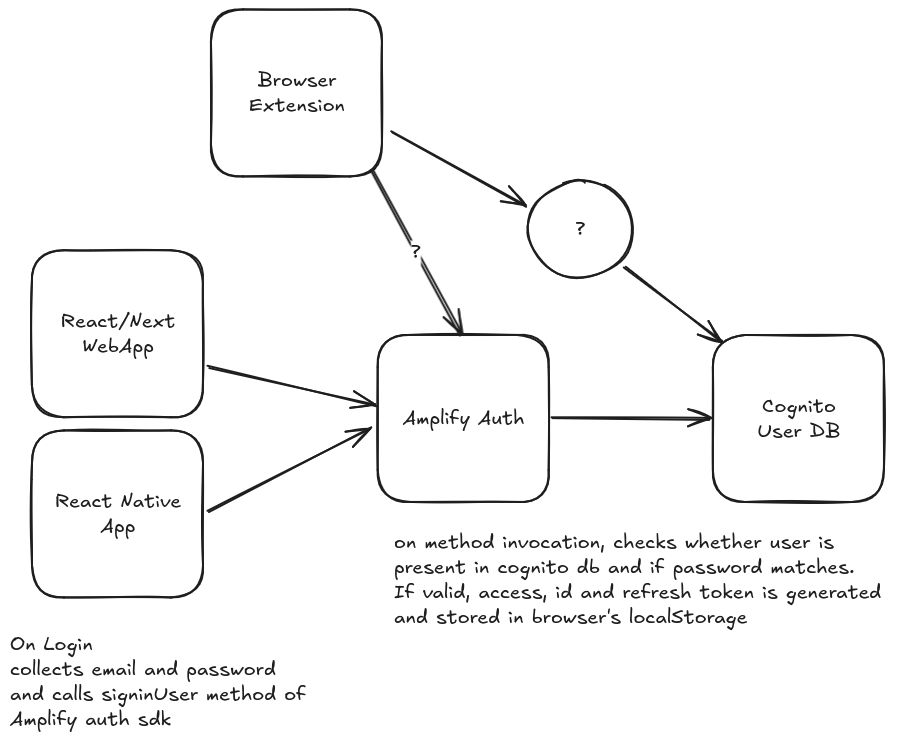 Browser
Extension
?
?
React/Next
WebApp
Amplify Auth
Cognito
User DB
React Native
App
on method invocation, checks whether user is
present in cognito db and if password matches.
If valid, access, id and refresh token is generated
and stored in browser's localStorage
On Login
collects email and password
and calls signinUser method of
Amplify auth sdk